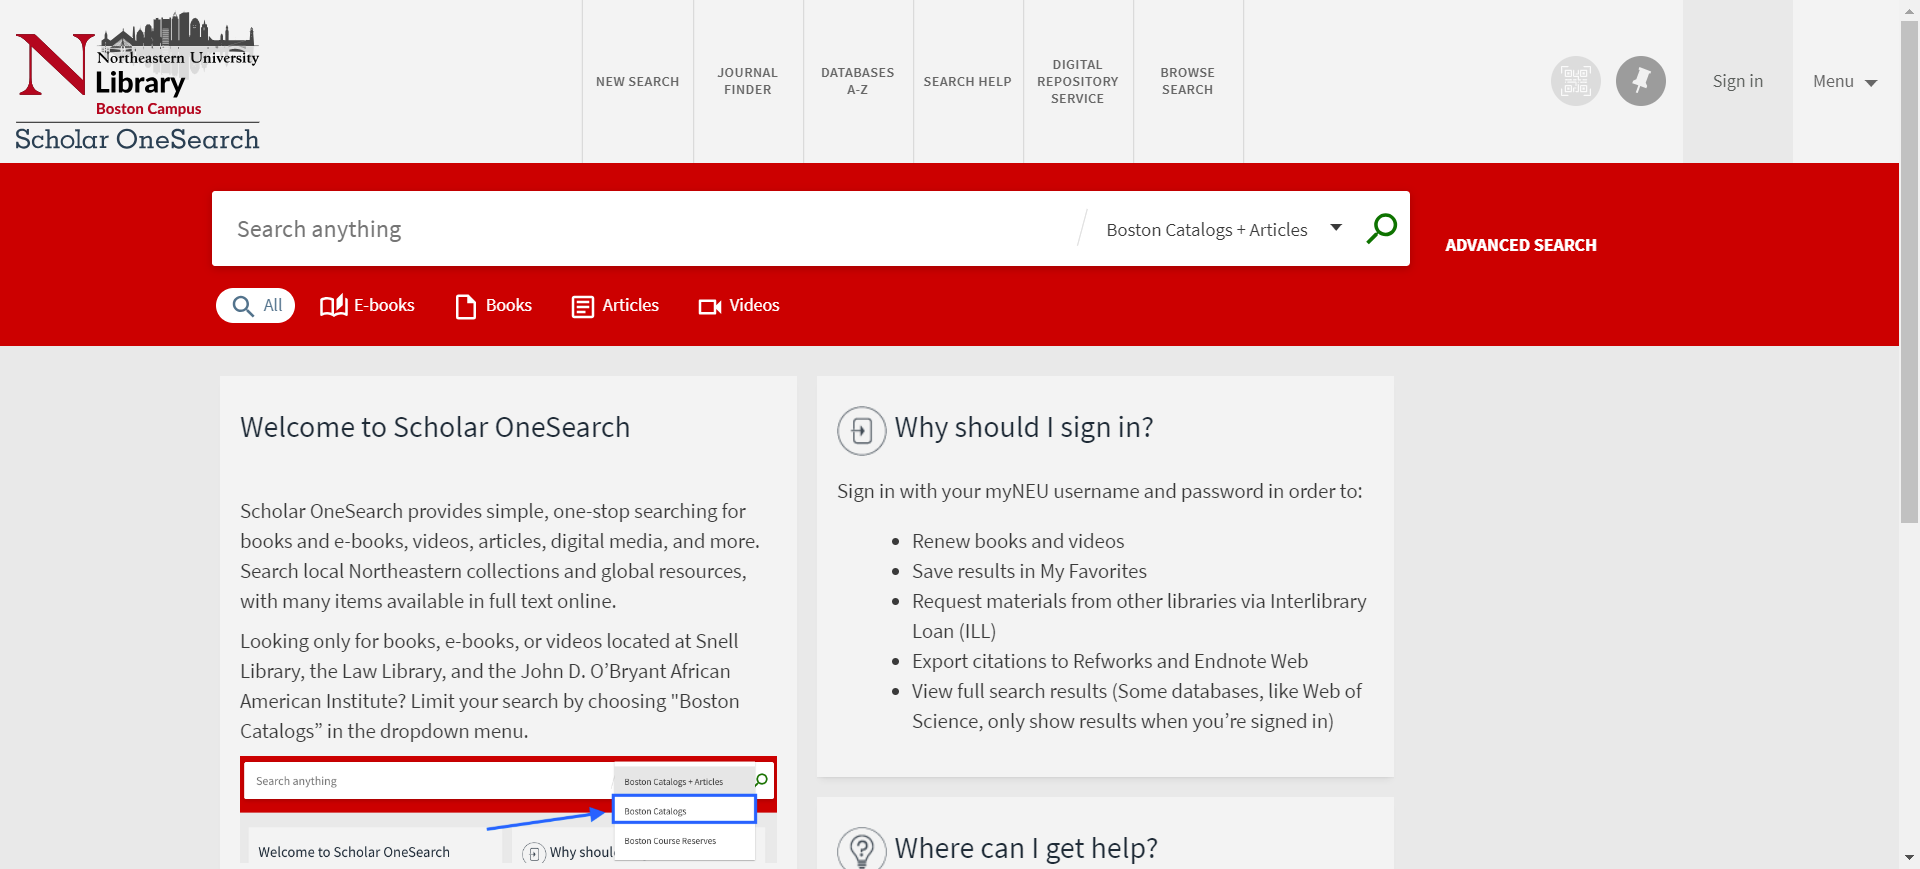 Northeastern University
Library
Boston Campus
Scholar OneSearch
NEW SEARCH
JOURNAL
FINDER
DATABASES
A-Z
SEARCH HELP
DIGITAL
REPOSITORY
SERVICE
BROWSE
SEARCH
Sign in
Menu
Search anything
Boston Catalogs + Articles
ADVANCED SEARCH
All
E-books
Books
Articles
Videos
Welcome to Scholar OneSearch
Scholar OneSearch provides simple, one-stop searching for
books and e-books, videos, articles, digital media, and more.
Search local Northeastern collections and global resources,
with many items available in full text online.
Looking only for books, e-books, or videos located at Snell
Library, the Law Library, and the John D. O’Bryant African
American Institute? Limit your search by choosing "Boston
Catalogs” in the dropdown menu.
Search anything
Boston Catalogs + Articles
Boston Catalogs
Boston Course Reserves
Welcome to Scholar OneSearch
Why shoul
Why should I sign in?
Sign in with your myNEU username and password in order to:
Renew books and videos
Save results in My Favorites
Request materials from other libraries via Interlibrary
Loan (ILL)
Export citations to Refworks and Endnote Web
View full search results (Some databases, like Web of
Science, only show results when you’re signed in)
Where can I get help?